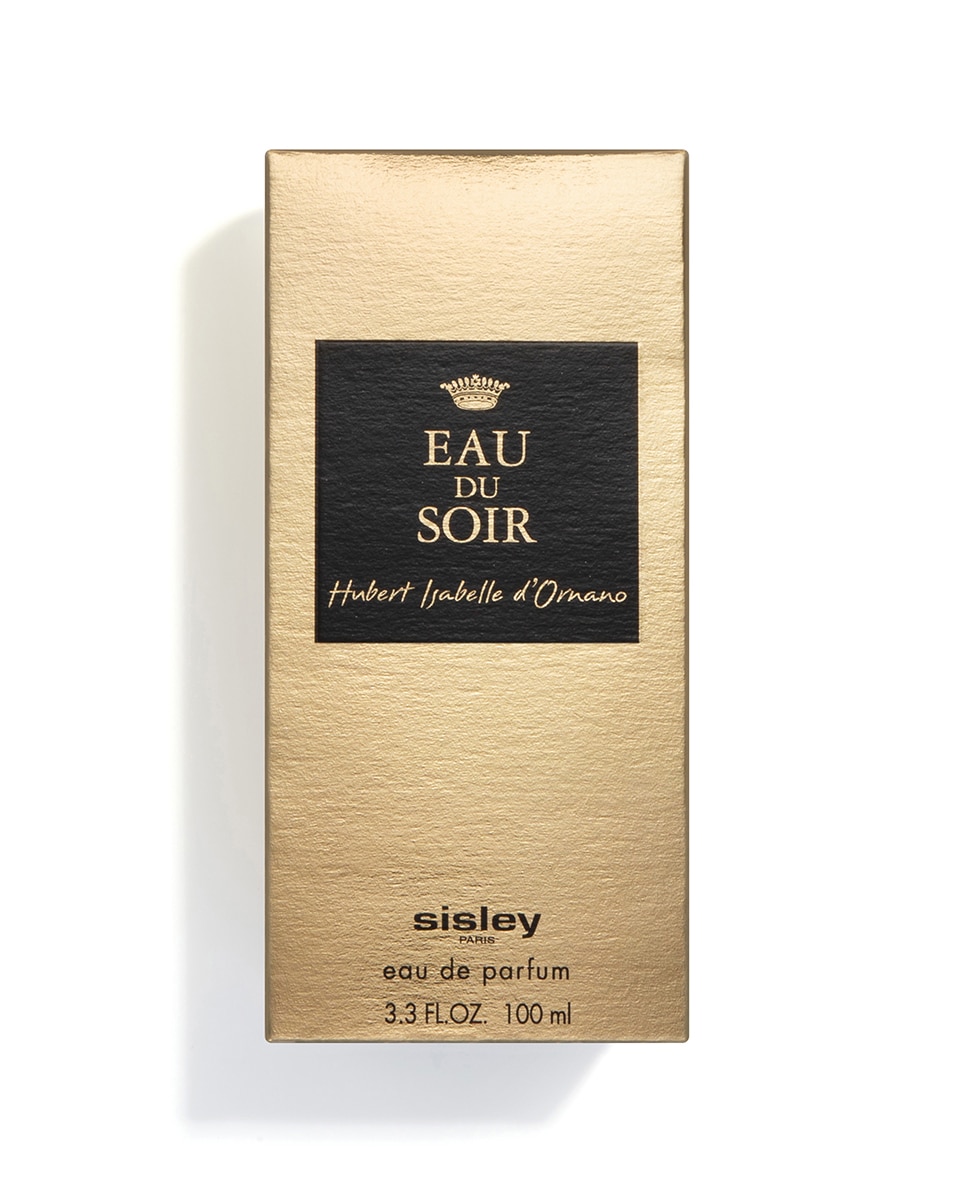 EAU
DU
SOIR
Hubert Isabelle d'Ornano
sisley
PARIS
eau de parfum
3.3 FL.OZ. 100 ml